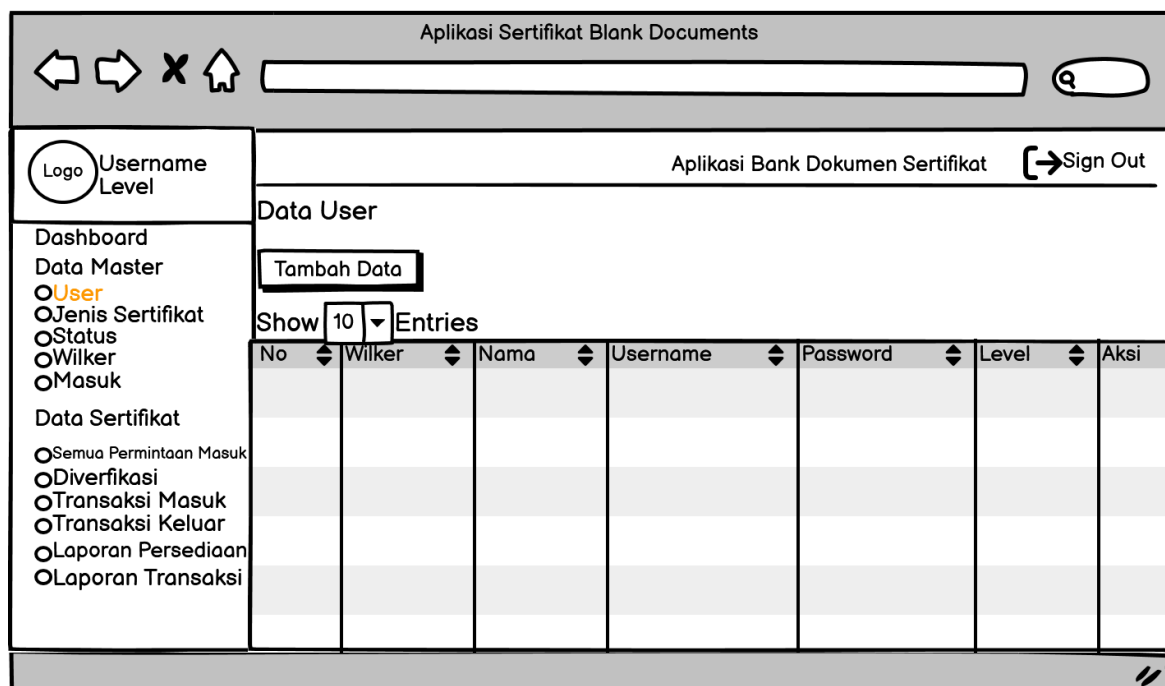 Aplikasi Sertifikat Blank Documents
Logo
Username
Level
Aplikasi Bank Dokumen Sertifikat
Sign Out
Dashboard
Data Master
User
Jenis Sertifikat
Status
Wilker
Masuk
Data Sertifikat
Semua Permintaan Masuk
Diverfikasi
Transaksi Masuk
Transaksi Keluar
Laporan Persediaan
Laporan Transaksi
Data User
Tambah Data
Show 10 Entries
No Wilker Nama Username Password Level Aksi